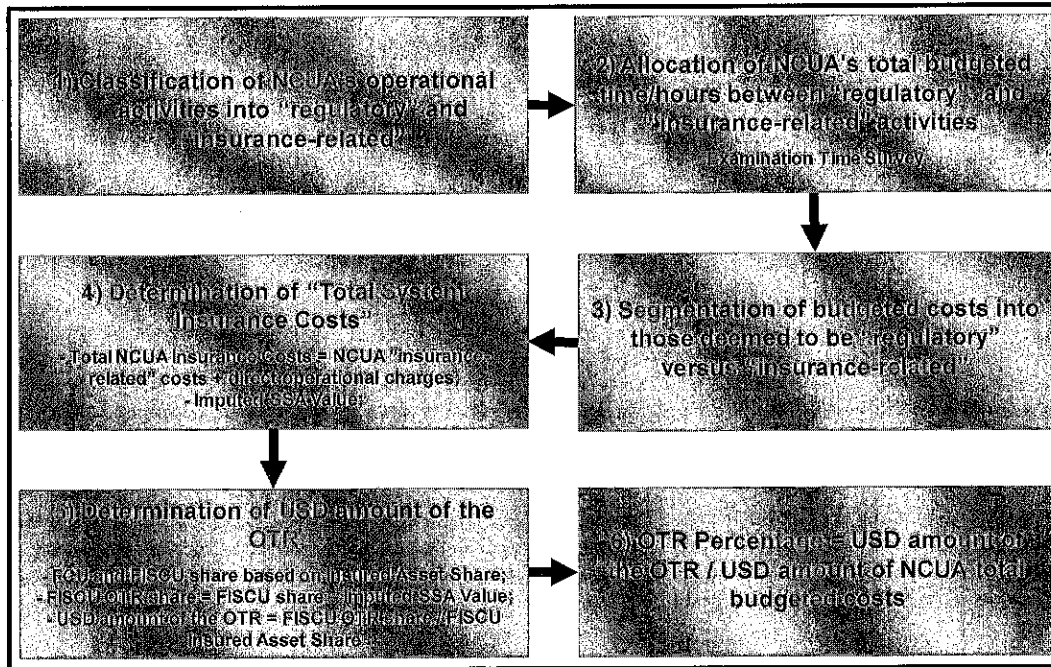 1) Classification of NCUA's operational
activities into "regulatory" and
"insurance-related"
2) Allocation of NCUA's total budgeted
time/hours between "regulatory" and
"insurance-related" activities
Examination Time Survey
3) Segmentation of budgeted costs into
those deemed to be "regulatory"
versus "insurance-related"
4) Determination of "Total System
Insurance Costs"
- Total NCUA Insurance Costs = NCUA "insurance
related" costs + direct operational charges;
- Imputed SSA Value;
5) Determination of USD amount of the
OTR
- FCU and FISCU share based on Insured Asset Share;
- FISCU OTR share = FISCU share - Imputed SSA Value;
- USD amount of the OTR = FISCU OTR share / FISCU
Insured Asset Share
6) OTR Percentage = USD amount of
the OTR / USD amount of NCUA total
budgeted costs